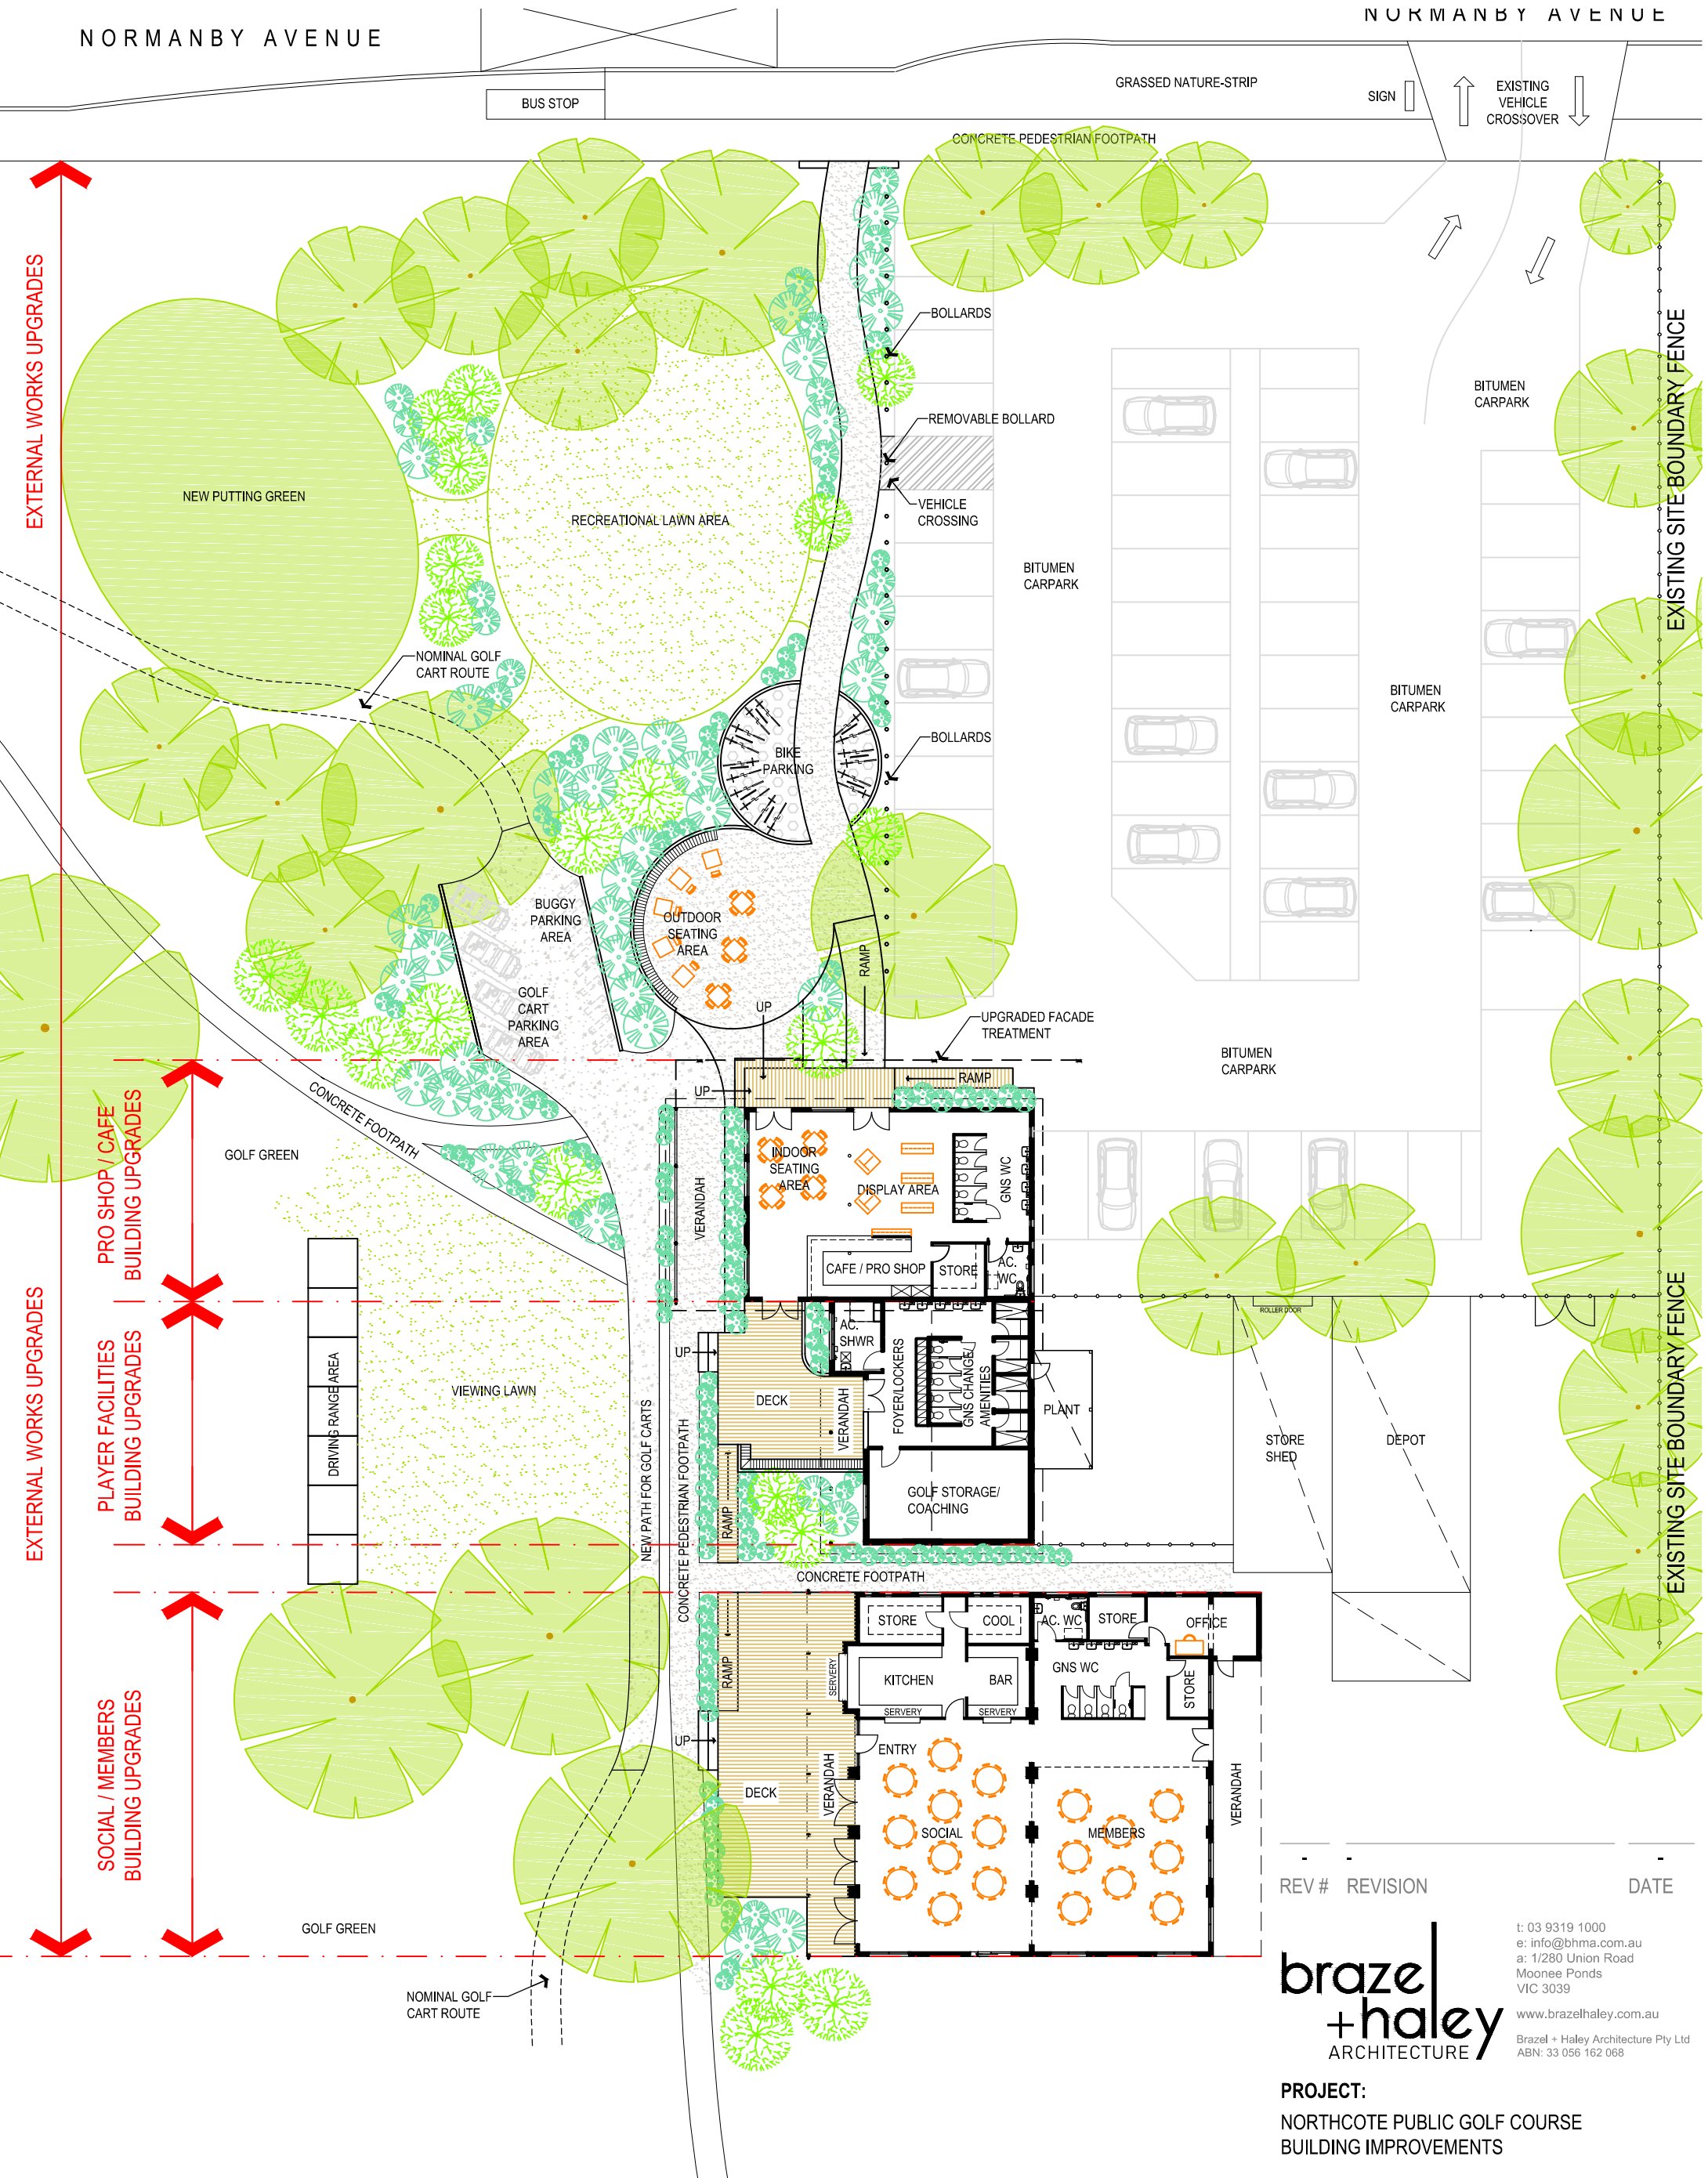 NORMANBY AVENUE
NORMANBY AVENUE
GRASSED NATURE-STRIP
BUS STOP
SIGN
EXISTING
VEHICLE
CROSSOVER
CONCRETE PEDESTRIAN FOOTPATH
EXTERNAL WORKS UPGRADES
BOLLARDS
EXISTING SITE BOUNDARY FENCE
BITUMEN
CARPARK
REMOVABLE BOLLARD
NEW PUTTING GREEN
RECREATIONAL LAWN AREA
VEHICLE
CROSSING
BITUMEN
CARPARK
NOMINAL GOLF
CART ROUTE
BITUMEN
CARPARK
BOLLARDS
BIKE
PARKING
BUGGY
PARKING
AREA
OUTDOOR
SEATING
AREA
RAMP
GOLF
CART
PARKING
AREA
UP
UPGRADED FACADE
TREATMENT
BITUMEN
CARPARK
RAMP
UP
CONCRETE FOOTPATH
PRO SHOP / CAFE
BUILDING UPGRADES
GOLF GREEN
INDOOR
SEATING
AREA
DISPLAY AREA
GNS WC
VERANDAH
CAFE / PRO SHOP
STORE
AC.
WC
EXTERNAL WORKS UPGRADES
PLAYER FACILITIES
BUILDING UPGRADES
ROLLER DOOR
EXISTING SITE BOUNDARY FENCE
AC.
SHWR
UP
DRIVING RANGE AREA
VIEWING LAWN
DECK
VERANDAH
FOYER/LOCKERS
GNS CHANGE/
AMENITIES
PLANT
STORE
SHED
DEPOT
NEW PATH FOR GOLF CARTS
CONCRETE PEDESTRIAN FOOTPATH
GOLF STORAGE/
COACHING
RAMP
CONCRETE FOOTPATH
SOCIAL / MEMBERS
BUILDING UPGRADES
STORE
COOL
AC. WC
STORE
OFFICE
RAMP
SERVERY
KITCHEN
BAR
GNS WC
STORE
SERVERY
SERVERY
UP
ENTRY
DECK
VERANDAH
VERANDAH
SOCIAL
MEMBERS
GOLF GREEN
NOMINAL GOLF
CART ROUTE
- - -
REV # REVISION DATE
brazel
+haley
ARCHITECTURE
t: 03 9319 1000
e: info@bhma.com.au
a: 1/280 Union Road
Moonee Ponds
VIC 3039
www.brazelhaley.com.au
Brazel + Haley Architecture Pty Ltd
ABN: 33 056 162 068
PROJECT:
NORTHCOTE PUBLIC GOLF COURSE
BUILDING IMPROVEMENTS